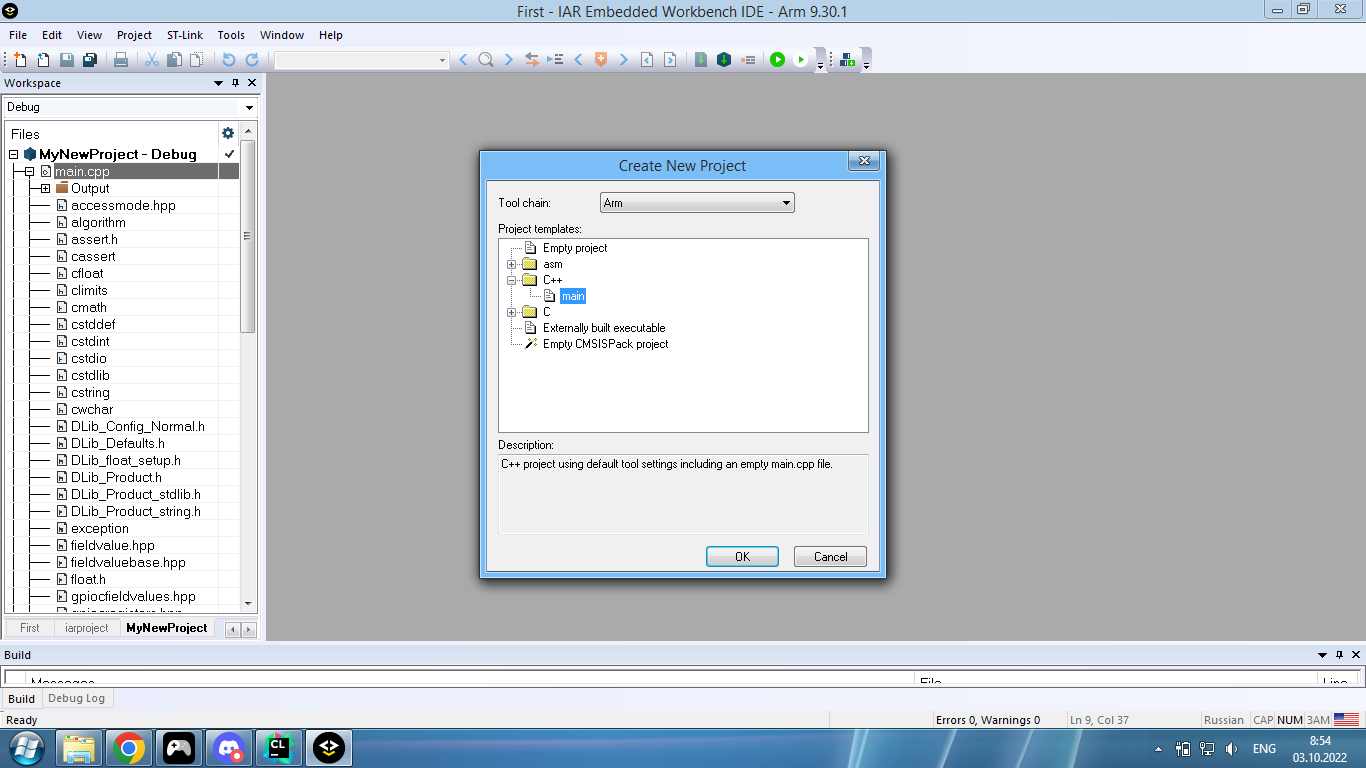 First - IAR Embedded Workbench IDE - Arm 9.30.1
File Edit View Project ST-Link Tools Window Help
Workspace
Debug
Files
MyNewProject - Debug
main.cpp
Output
accessmode.hpp
algorithm
assert.h
cassert
cfloat
climits
cmath
cstddef
cstdint
cstdio
cstdlib
cstring
cwchar
DLib_Config_Normal.h
DLib_Defaults.h
DLib_float_setup.h
DLib_Product.h
DLib_Product_stdlib.h
DLib_Product_string.h
exception
fieldvalue.hpp
fieldvaluebase.hpp
float.h
gpiocfieldvalues.hpp
First iarproject MyNewProject
Create New Project
Tool chain: Arm
Project templates:
Empty project
asm
C++
main
C
Externally built executable
Empty CMSISPack project
Description:
C++ project using default tool settings including an empty main.cpp file.
OK Cancel
Build
Messages File Line
Build Debug Log
Ready Errors 0, Warnings 0 Ln 9, Col 37 Russian CAP NUM ЗАМ
CL ENG 8:54
03.10.2022